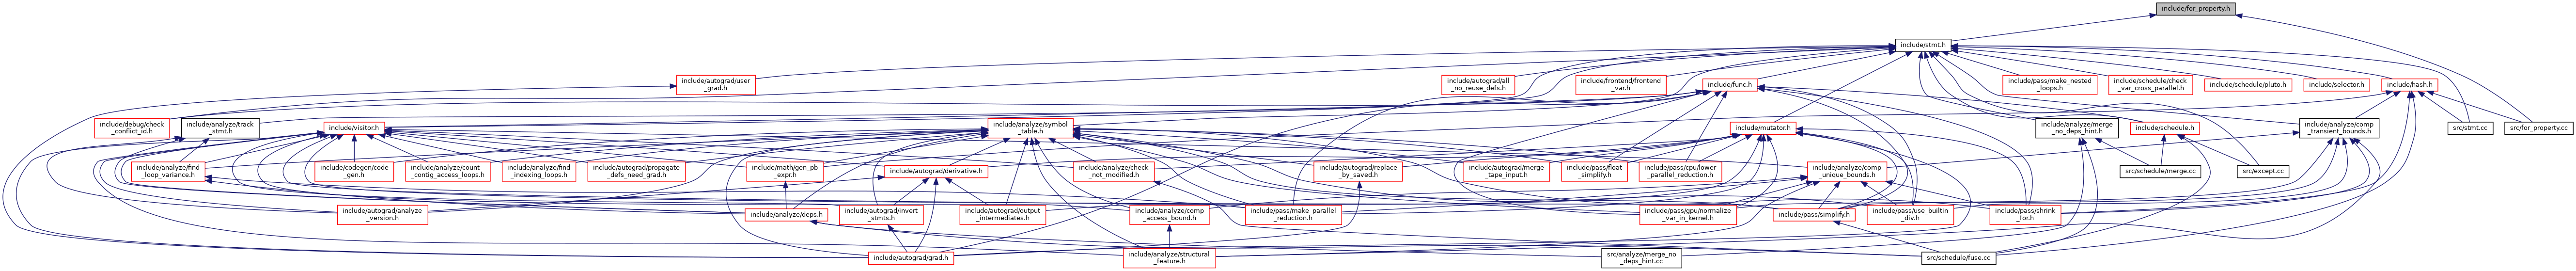 include/for_property.h
include/stmt.h
include/autograd/user
_grad.h
include/autograd/all
_no_reuse_defs.h
include/frontend/frontend
_var.h
include/func.h
include/pass/make_nested
_loops.h
include/schedule/check
_var_cross_parallel.h
include/schedule/pluto.h
include/selector.h
include/hash.h
include/debug/check
_conflict_id.h
include/analyze/track
_stmt.h
include/visitor.h
include/analyze/symbol
_table.h
include/mutator.h
include/analyze/merge
_no_deps_hint.h
include/schedule.h
include/analyze/comp
_transient_bounds.h
src/stmt.cc
src/for_property.cc
include/analyze/find
_loop_variance.h
include/codegen/code
_gen.h
include/analyze/count
_contig_access_loops.h
include/analyze/find
_indexing_loops.h
include/autograd/propagate
_defs_need_grad.h
include/math/gen_pb
_expr.h
include/autograd/derivative.h
include/analyze/check
_not_modified.h
include/autograd/replace
_by_saved.h
include/autograd/merge
_tape_input.h
include/pass/float
_simplify.h
include/pass/cpu/lower
_parallel_reduction.h
include/analyze/comp
_unique_bounds.h
src/schedule/merge.cc
src/except.cc
include/autograd/analyze
_version.h
include/analyze/deps.h
include/autograd/invert
_stmts.h
include/autograd/output
_intermediates.h
include/analyze/comp
_access_bound.h
include/pass/make_parallel
_reduction.h
include/pass/gpu/normalize
_var_in_kernel.h
include/pass/simplify.h
include/pass/use_builtin
_div.h
include/pass/shrink
_for.h
include/autograd/grad.h
include/analyze/structural
_feature.h
src/analyze/merge_no
_deps_hint.cc
src/schedule/fuse.cc